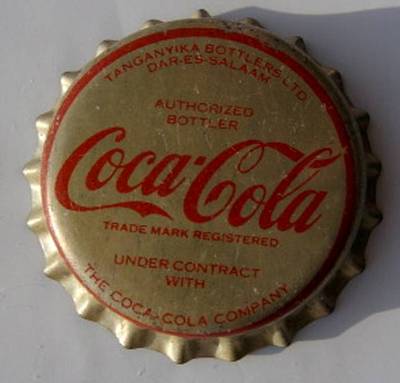 TANGANYIKA BOTTLERS LTD.
DAR-ES-SALAAM
AUTHORIZED
BOTTLER
Coca-Cola
TRADE MARK REGISTERED
UNDER CONTRACT
WITH
THE COCA-COLA COMPANY